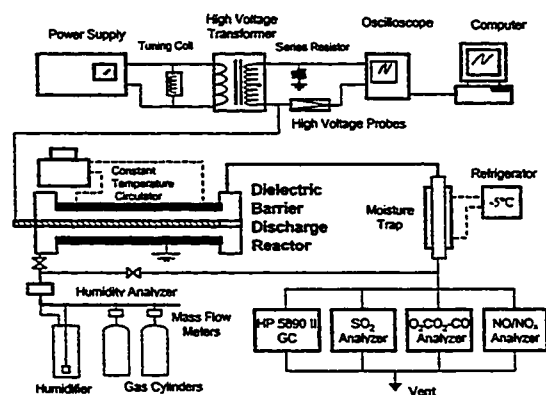 Power Supply
Tuning Coil
High Voltage
Transformer
Series Resistor
Oscilloscope
Computer
High Voltage Probes
Constant
Temperature
Circulator
Dielectric
Barrier
Discharge
Reactor
Moisture
Trap
Refrigerator
-5°C
Humidity Analyzer
Mass Flow
Meters
Humidifier
Gas Cylinders
HP 5890 II
GC
SO₂
Analyzer
O₂CO₂-CO
Analyzer
NO/NOₓ
Analyzer
Vent